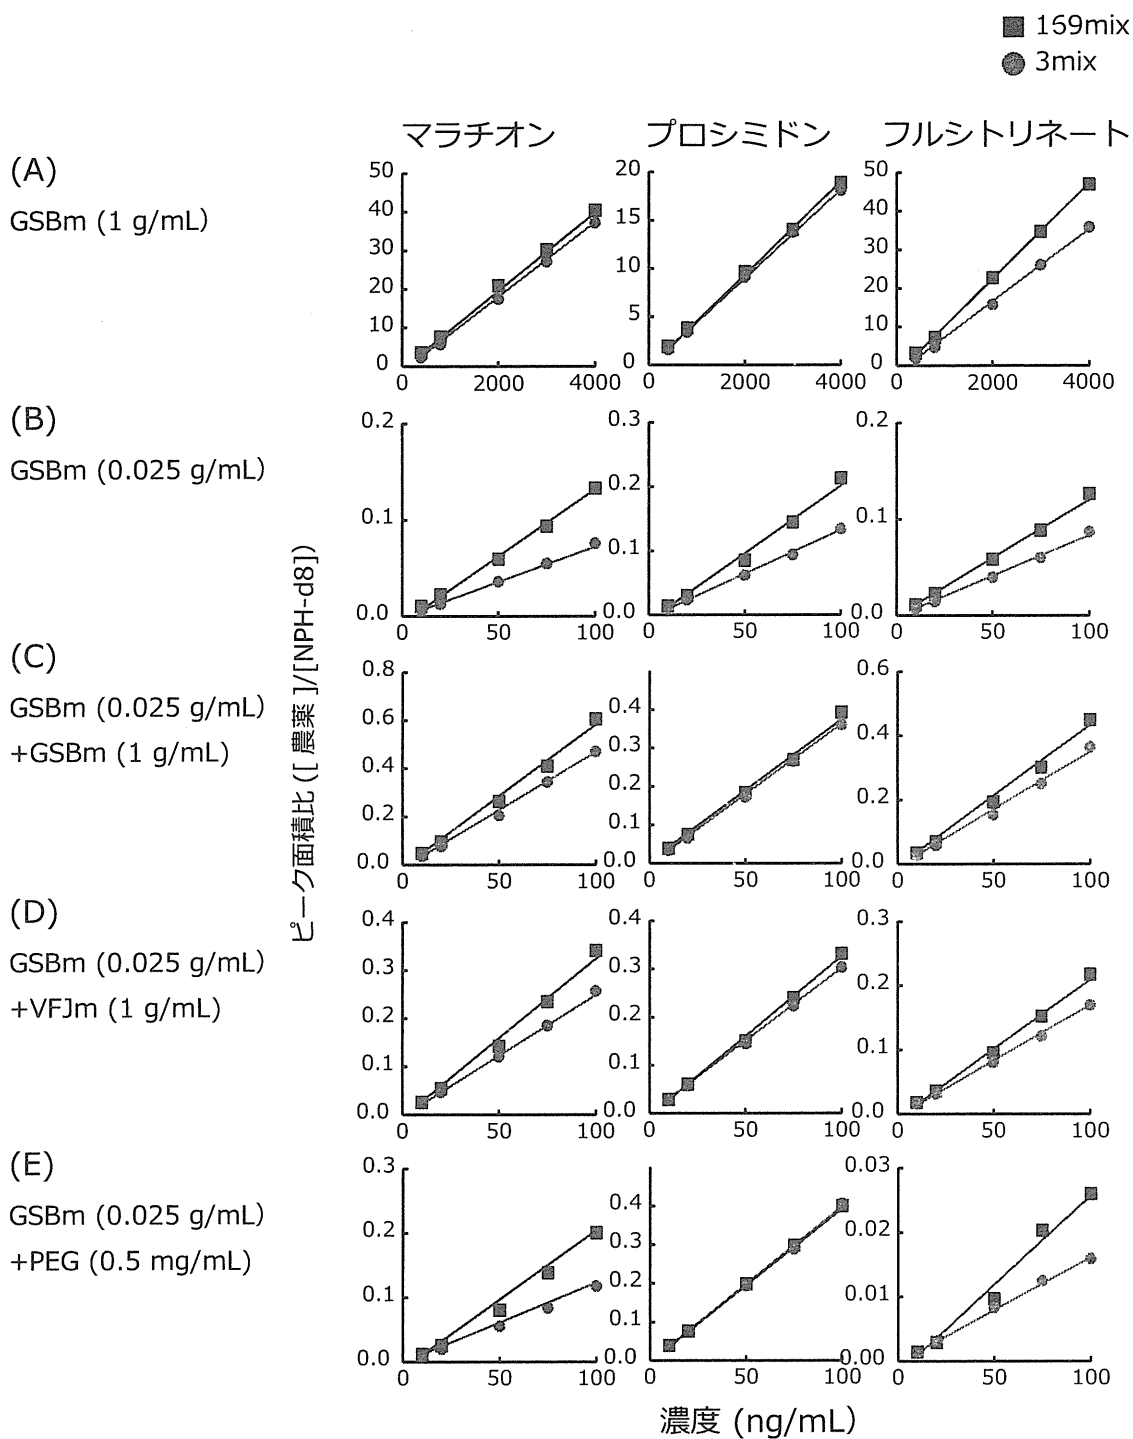 169mix
3mix
マラチオン
プロシミドン
フルシトリネート
(A)
GSBm (1 g/mL)
50
40
30
20
10
0
0 2000 4000
20
15
10
5
0
0 2000 4000
50
40
30
20
10
0
0 2000 4000
(B)
GSBm (0.025 g/mL)
0.2
0.1
0.0
0 50 100
0.3
0.2
0.1
0.0
0 50 100
0.2
0.1
0.0
0 50 100
(C)
GSBm (0.025 g/mL)
+GSBm (1 g/mL)
0.8
0.6
0.4
0.2
0.0
0 50 100
0.4
0.3
0.2
0.1
0.0
0 50 100
0.6
0.4
0.2
0.0
0 50 100
(D)
GSBm (0.025 g/mL)
+VFJm (1 g/mL)
0.4
0.3
0.2
0.1
0.0
0 50 100
0.4
0.3
0.2
0.1
0.0
0 50 100
0.3
0.2
0.1
0.0
0 50 100
(E)
GSBm (0.025 g/mL)
+PEG (0.5 mg/mL)
0.3
0.2
0.1
0.0
0 50 100
0.4
0.3
0.2
0.1
0.0
0 50 100
0.03
0.02
0.01
0.00
0 50 100
ピーク面積比 ([ 農薬 ]/[NPH-d8])
濃度 (ng/mL)